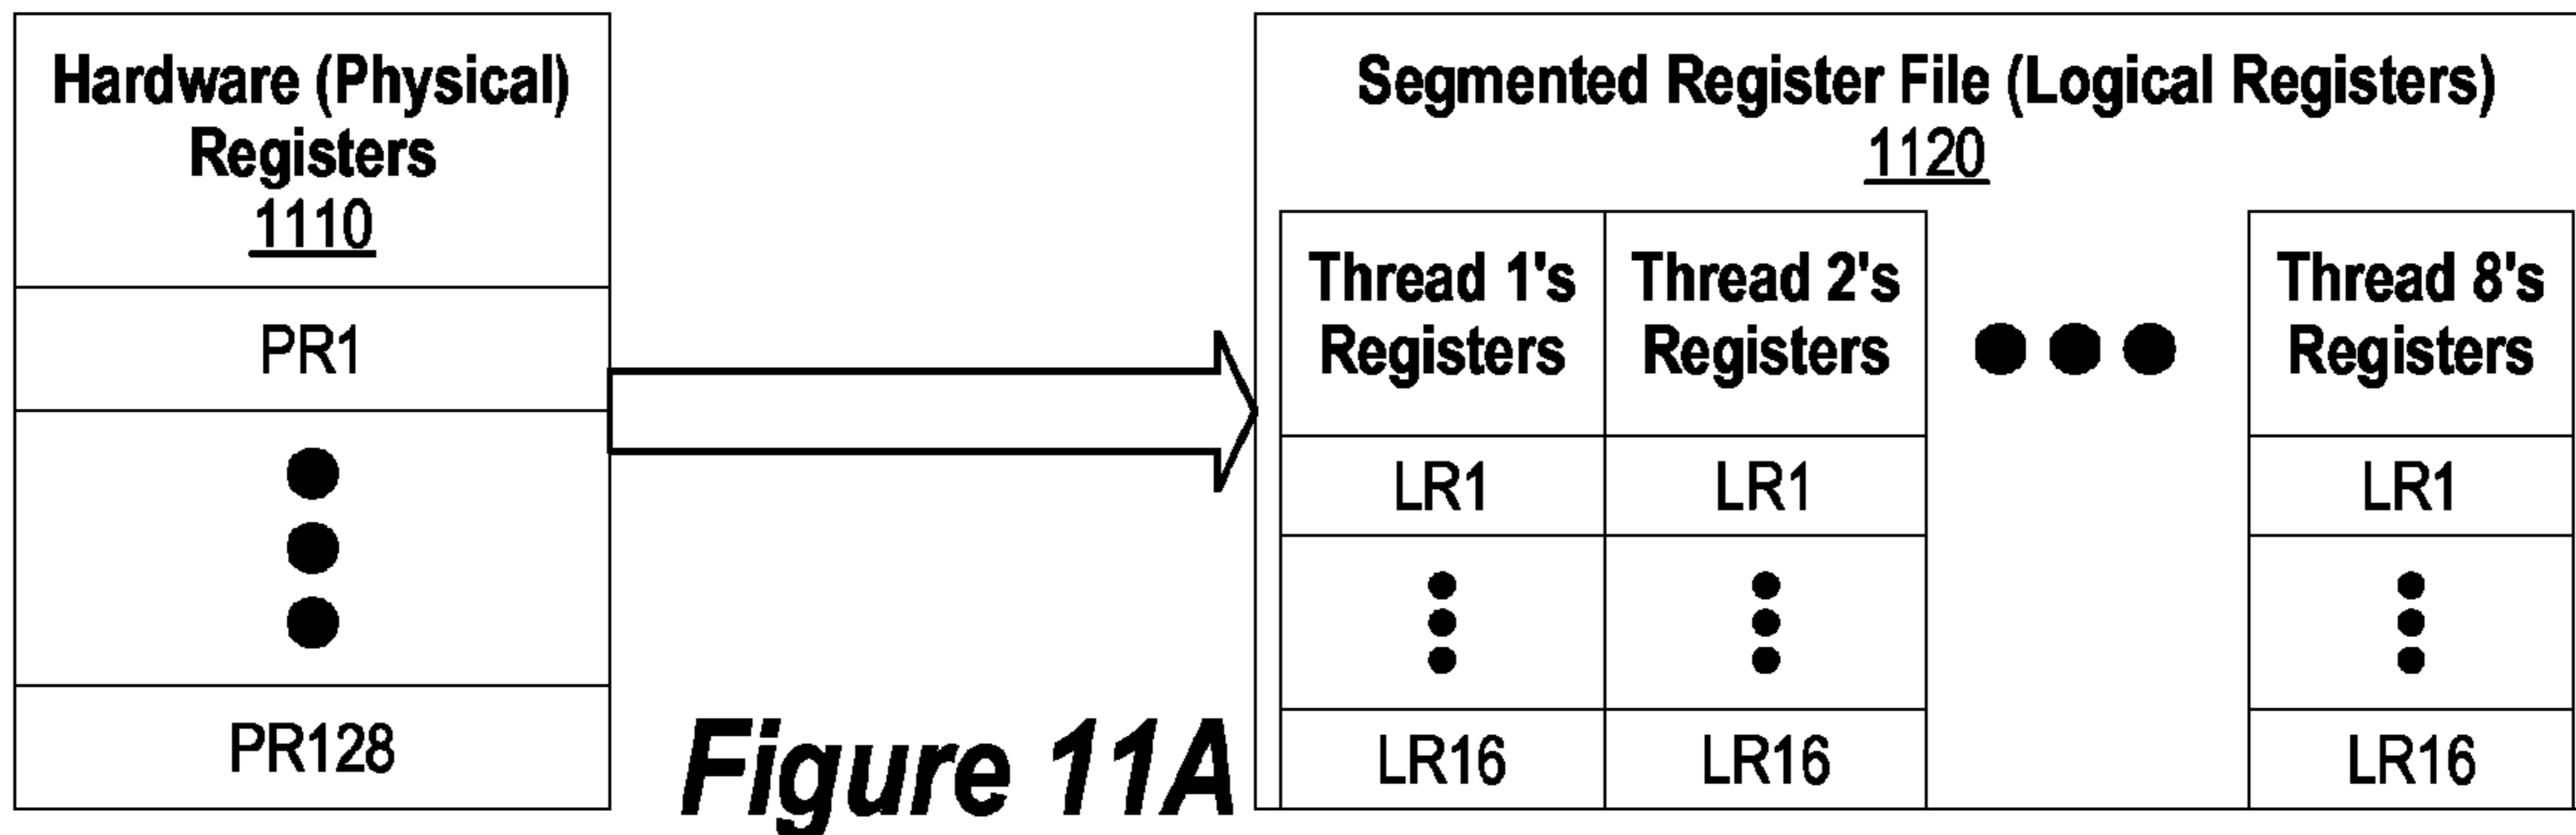 Hardware (Physical)
Registers
1110
PR1
PR128
Segmented Register File (Logical Registers)
1120
Thread 1's
Registers
LR1
LR16
Thread 2's
Registers
LR1
LR16
Thread 8's
Registers
LR1
LR16
Figure 11A